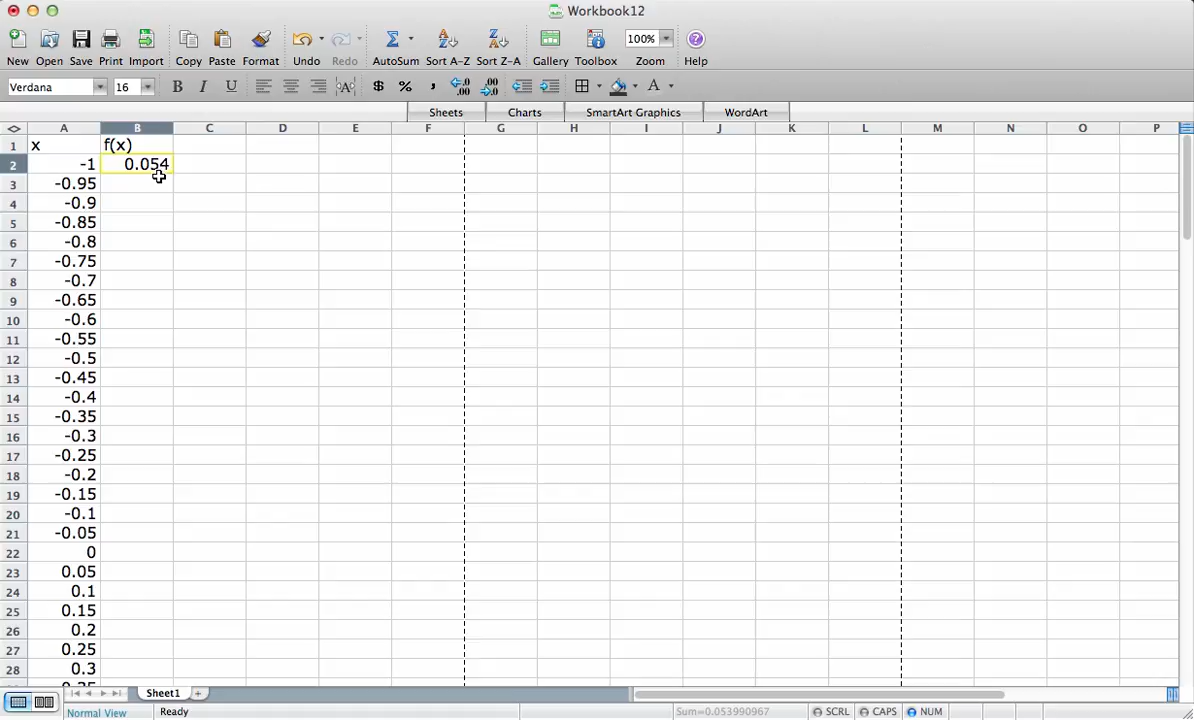 Workbook12
New Open Save Print Import Copy Paste Format Undo Redo AutoSum Sort A-Z Sort Z-A Gallery Toolbox 100% Zoom Help
Verdana 16 B I U $ % , A
Sheets Charts SmartArt Graphics WordArt
A B C D E F G H I J K L M N O P
1 x f(x)
2 -1 0.054
3 -0.95
4 -0.9
5 -0.85
6 -0.8
7 -0.75
8 -0.7
9 -0.65
10 -0.6
11 -0.55
12 -0.5
13 -0.45
14 -0.4
15 -0.35
16 -0.3
17 -0.25
18 -0.2
19 -0.15
20 -0.1
21 -0.05
22 0
23 0.05
24 0.1
25 0.15
26 0.2
27 0.25
28 0.3
Sheet1
Normal View Ready Sum=0.053990967 SCRL CAPS NUM